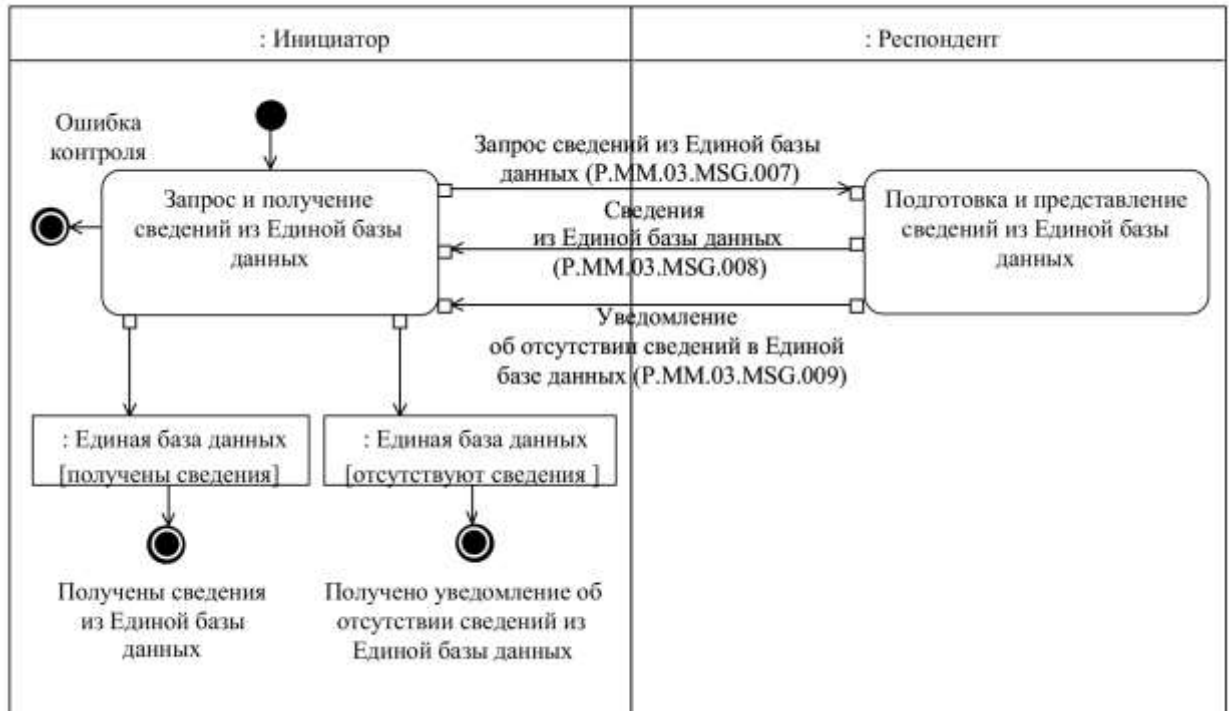 : Инициатор
: Респондент
Ошибка
контроля
Запрос сведений из Единой базы
данных (P.MM.03.MSG.007)
Запрос и получение
сведений из Единой базы
данных
Сведения
из Единой базы данных
(P.MM.03.MSG.008)
Подготовка и представление
сведений из Единой базы
данных
Уведомление
об отсутствии сведений в Единой
базе данных (P.MM.03.MSG.009)
: Единая база данных
[получены сведения]
: Единая база данных
[отсутствуют сведения ]
Получены сведения
из Единой базы
данных
Получено уведомление об
отсутствии сведений из
Единой базы данных